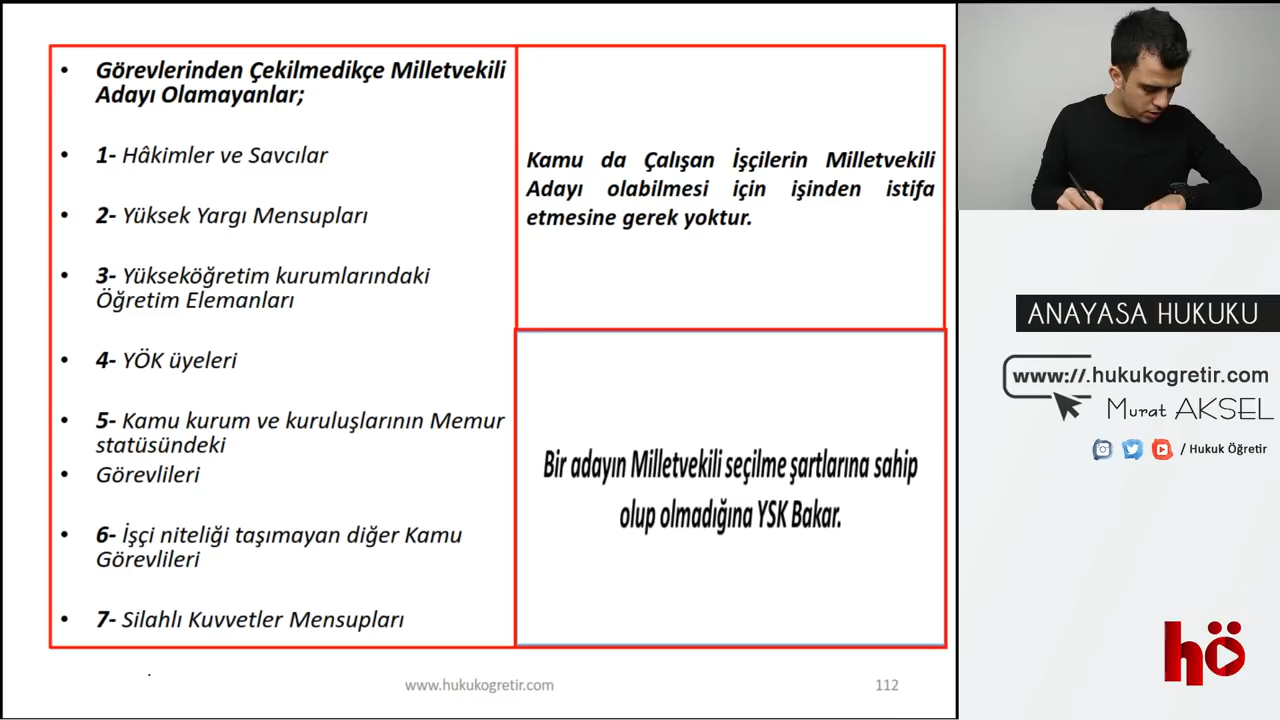 Görevlerinden Çekilmedikçe Milletvekili
Adayı Olamayanlar;
1- Hâkimler ve Savcılar
2- Yüksek Yargı Mensupları
3- Yükseköğretim kurumlarındaki
Öğretim Elemanları
4- YÖK üyeleri
5- Kamu kurum ve kuruluşlarının Memur
statüsündeki
Görevlileri
6- İşçi niteliği taşımayan diğer Kamu
Görevlileri
7- Silahlı Kuvvetler Mensupları
Kamu da Çalışan İşçilerin Milletvekili
Adayı olabilmesi için işinden istifa
etmesine gerek yoktur.
Bir adayın Milletvekili seçilme şartlarına sahip
olup olmadığına YSK Bakar.
www.hukukogretir.com
112
ANAYASA HUKUKU
www://.hukukogretir.com
Murat AKSEL
/ Hukuk Öğretir
hö